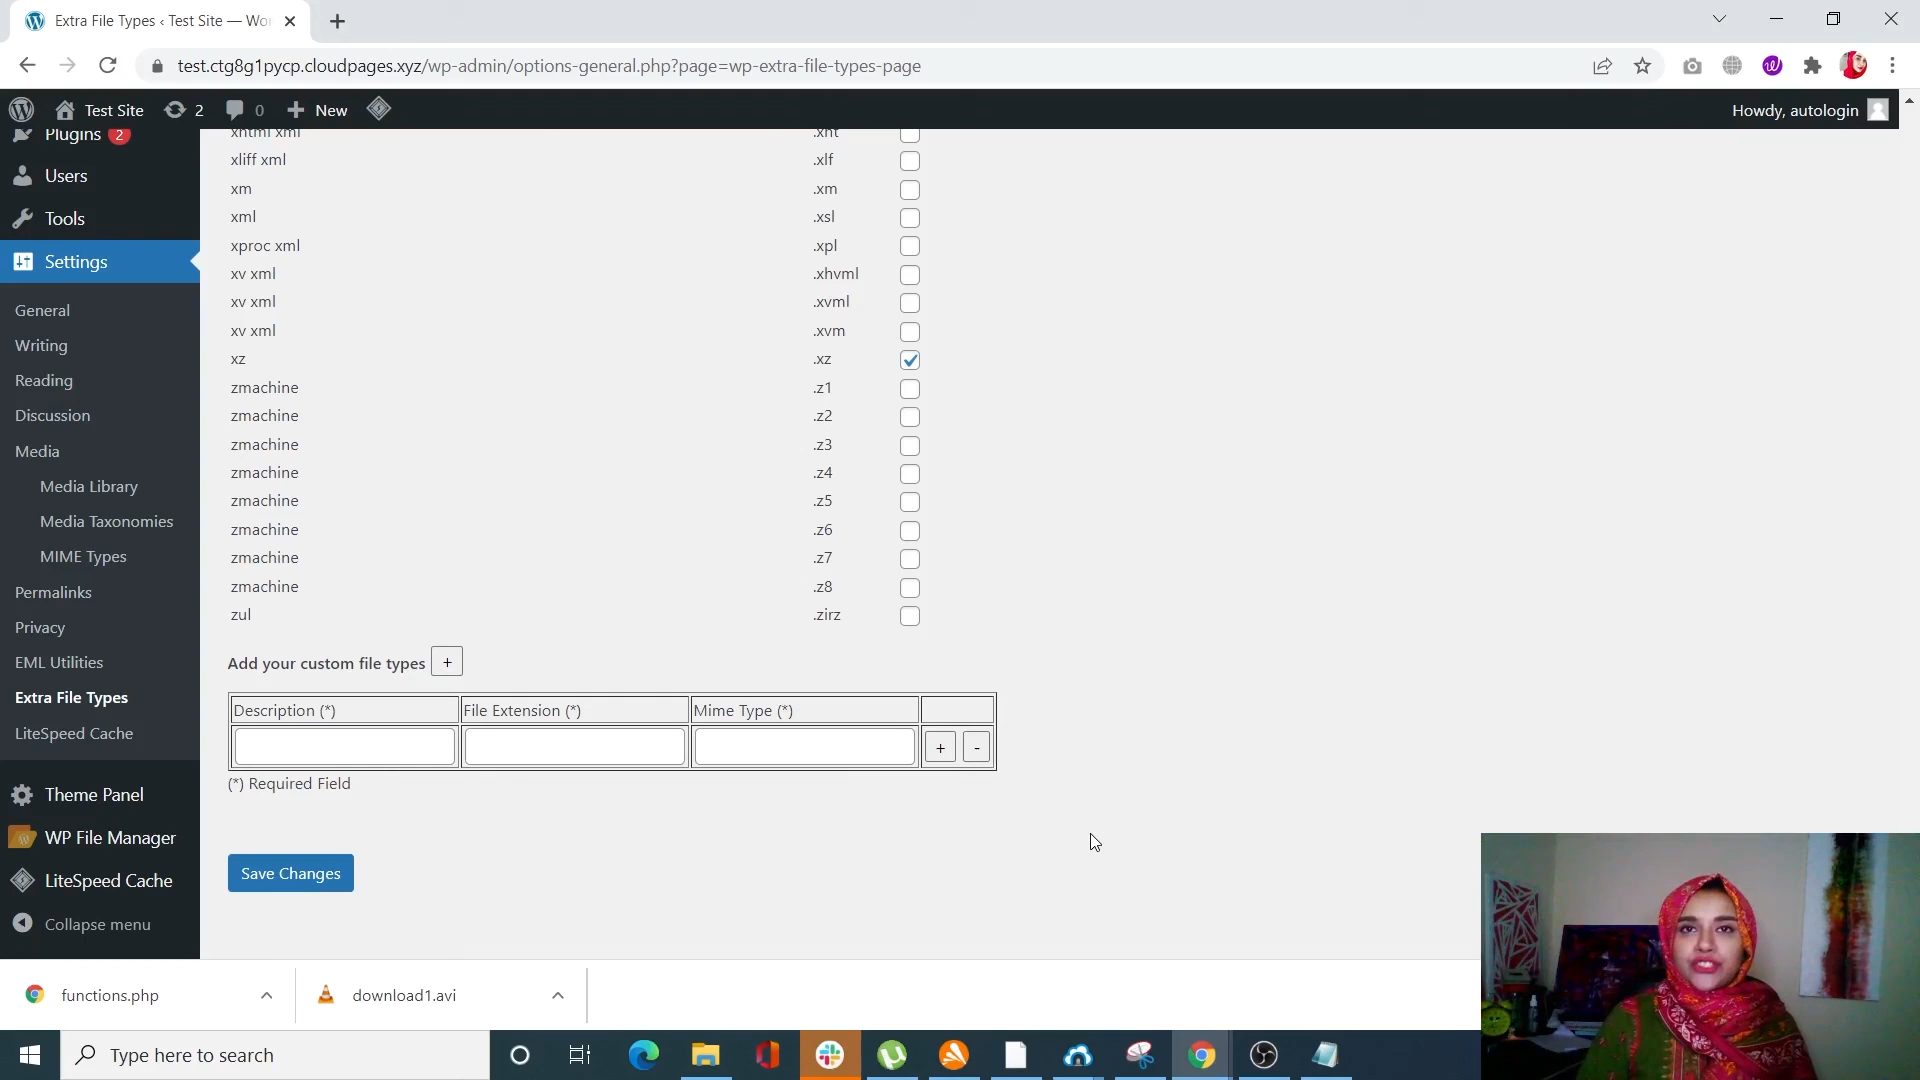 Extra File Types ‹ Test Site — Wor
test.ctg8g1pycp.cloudpages.xyz/wp-admin/options-general.php?page=wp-extra-file-types-page
Test Site 2 0 New Howdy, autologin
Plugins 2
Users
Tools
Settings
General
Writing
Reading
Discussion
Media
Media Library
Media Taxonomies
MIME Types
Permalinks
Privacy
EML Utilities
Extra File Types
LiteSpeed Cache
Theme Panel
WP File Manager
LiteSpeed Cache
Collapse menu
xhtml xml .xht
xliff xml .xlf
xm .xm
xml .xsl
xproc xml .xpl
xv xml .xhvml
xv xml .xvml
xv xml .xvm
xz .xz
zmachine .z1
zmachine .z2
zmachine .z3
zmachine .z4
zmachine .z5
zmachine .z6
zmachine .z7
zmachine .z8
zul .zirz
Add your custom file types +
Description (*) File Extension (*) Mime Type (*)
+ -
(*) Required Field
Save Changes
functions.php download1.avi
Type here to search